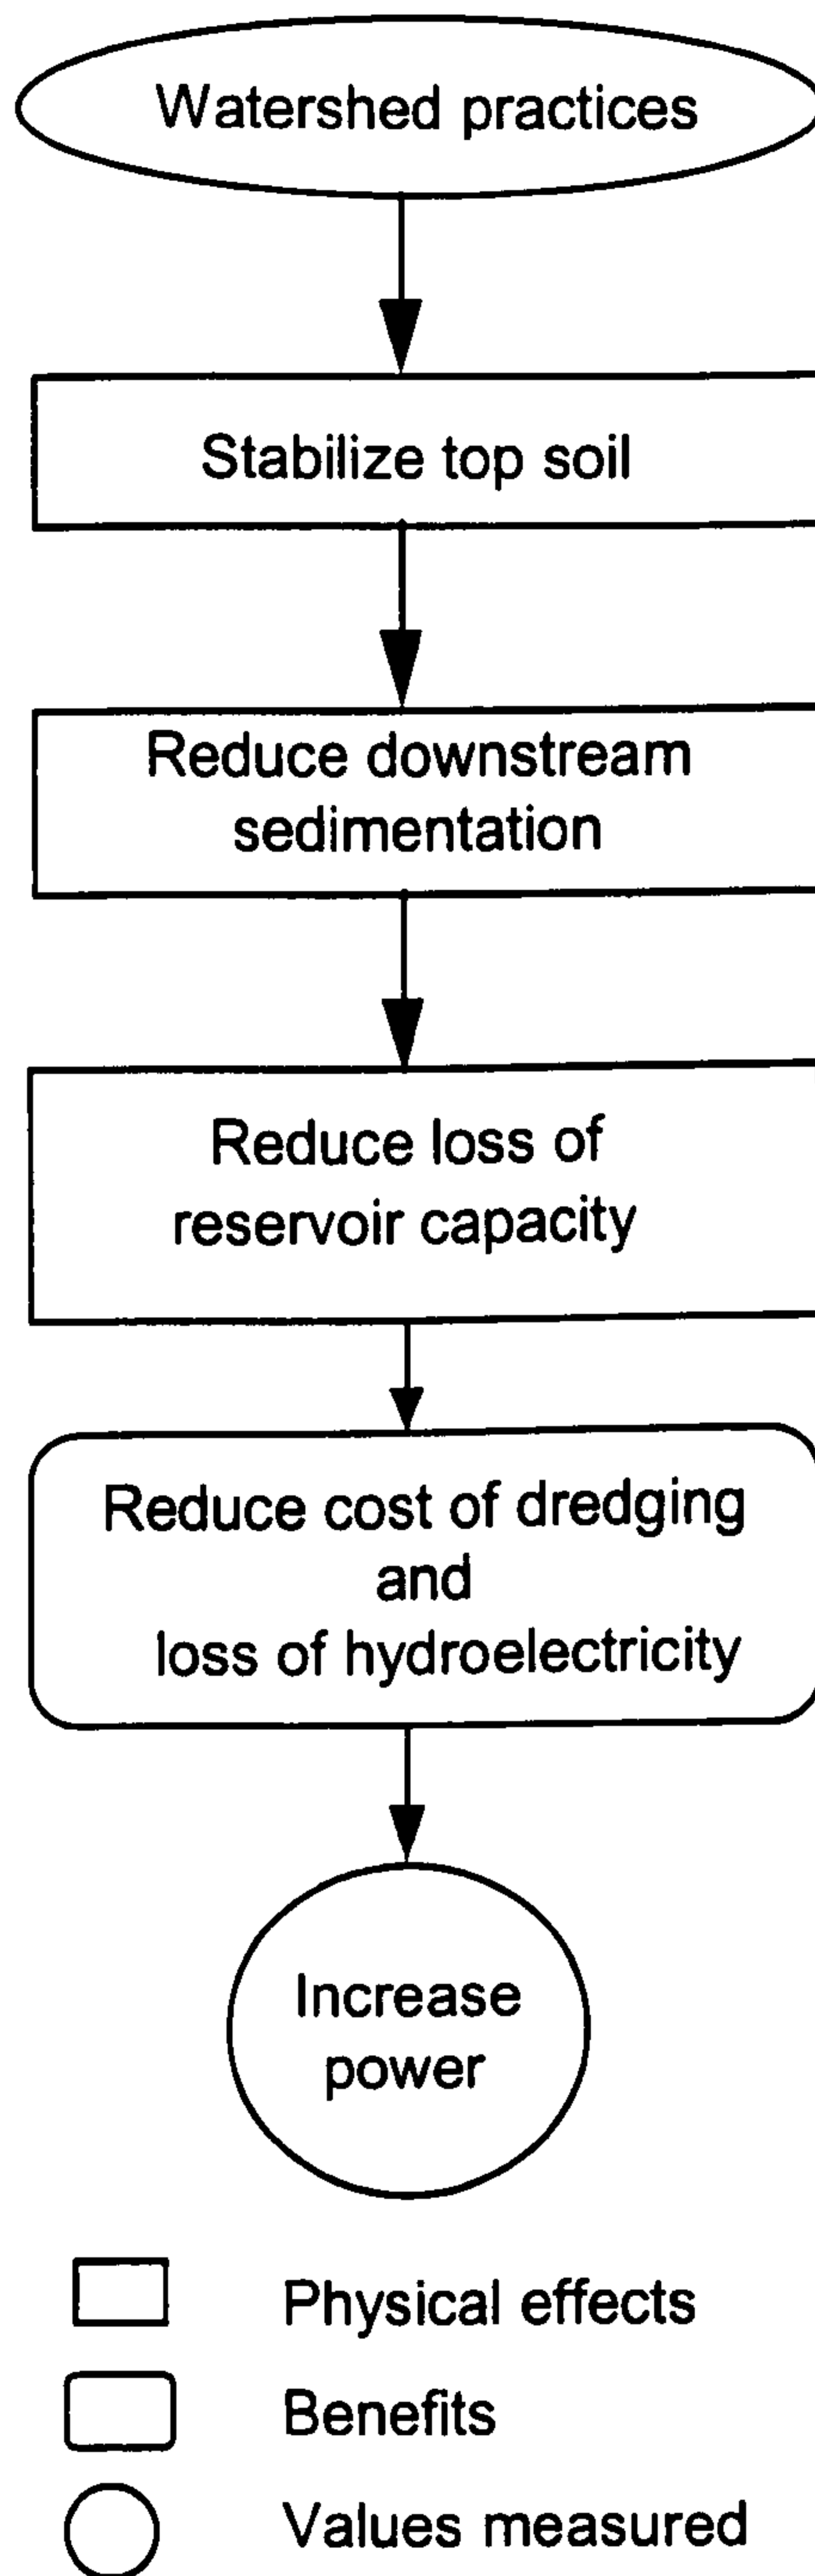 Watershed practices
Stabilize top soil
Reduce downstream
sedimentation
Reduce loss of
reservoir capacity
Reduce cost of dredging
and
loss of hydroelectricity
Increase
power
Physical effects
Benefits
Values measured